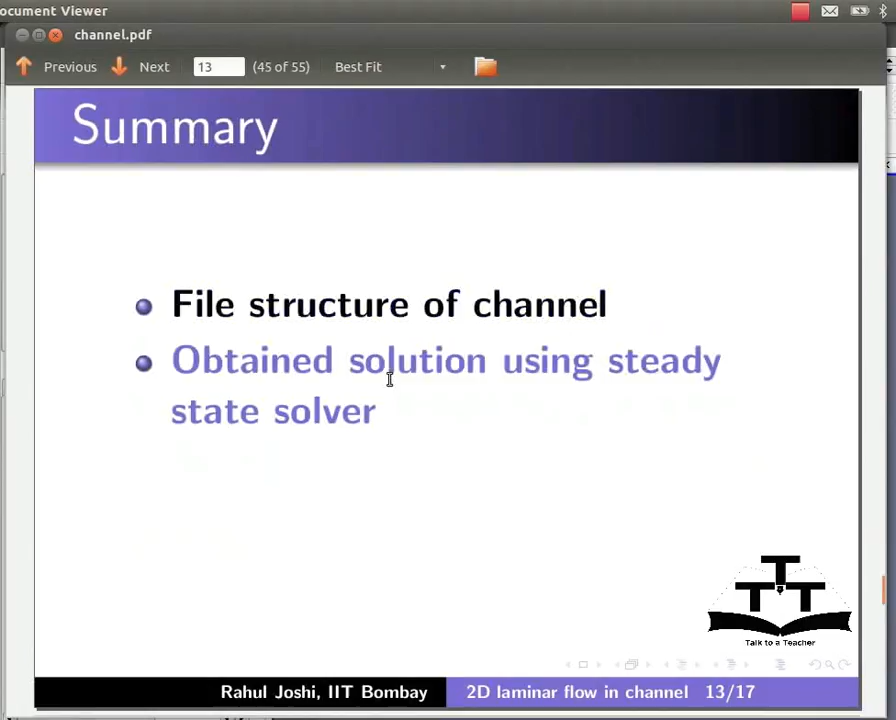 ocument Viewer
channel.pdf
Previous Next 13 (45 of 55) Best Fit
Summary
File structure of channel
Obtained solution using steady
state solver
T T T
Talk to a Teacher
Rahul Joshi, IIT Bombay 2D laminar flow in channel 13/17